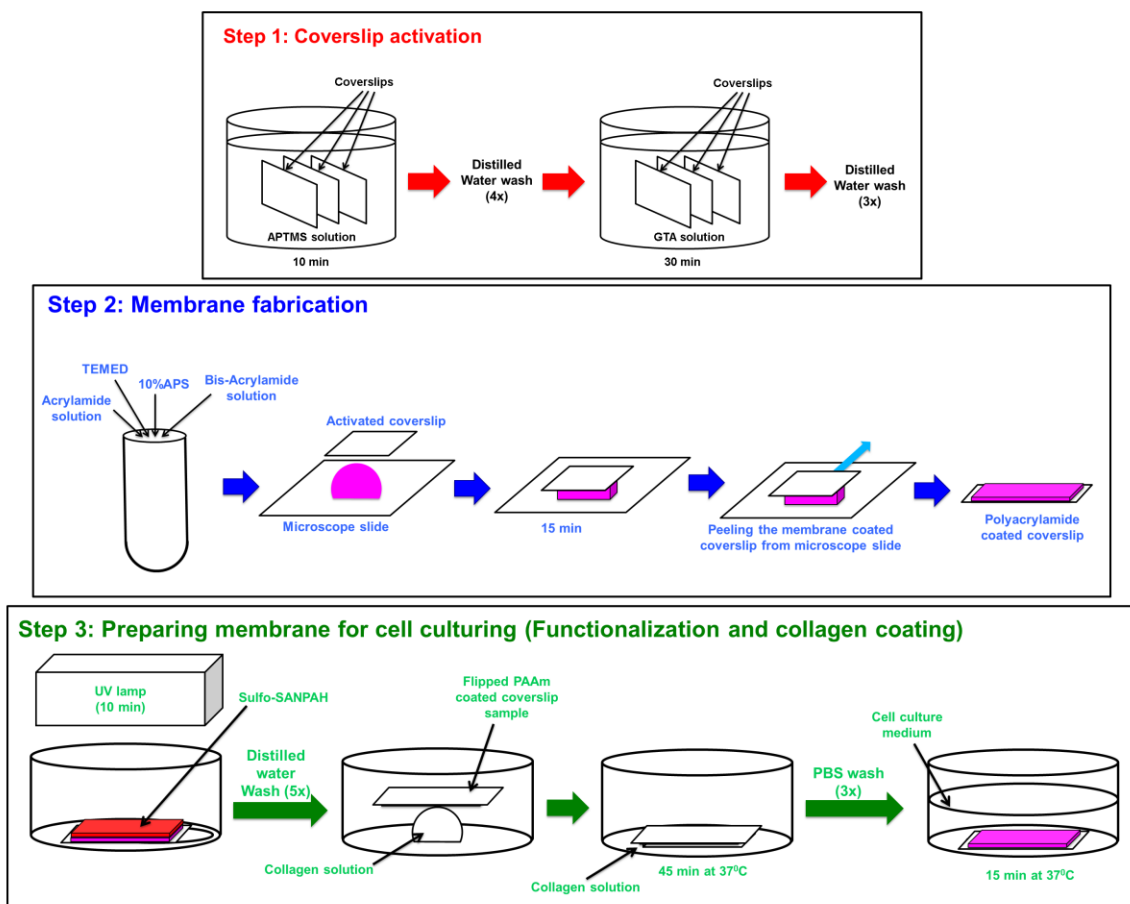 Step 1: Coverslip activation
Coverslips
Coverslips
APTMS solution
10 min
Distilled
Water wash
(4x)
GTA solution
30 min
Distilled
Water wash
(3x)
Step 2: Membrane fabrication
TEMED
10%APS
Bis-Acrylamide
solution
Acrylamide
solution
Activated coverslip
Microscope slide
15 min
Peeling the membrane coated
coverslip from microscope slide
Polyacrylamide
coated coverslip
Step 3: Preparing membrane for cell culturing (Functionalization and collagen coating)
UV lamp
(10 min)
Sulfo-SANPAH
Distilled
water
Wash (5x)
Flipped PAAm
coated coverslip
sample
Collagen solution
Collagen solution
45 min at 37⁰C
PBS wash
(3x)
Cell culture
medium
15 min at 37⁰C